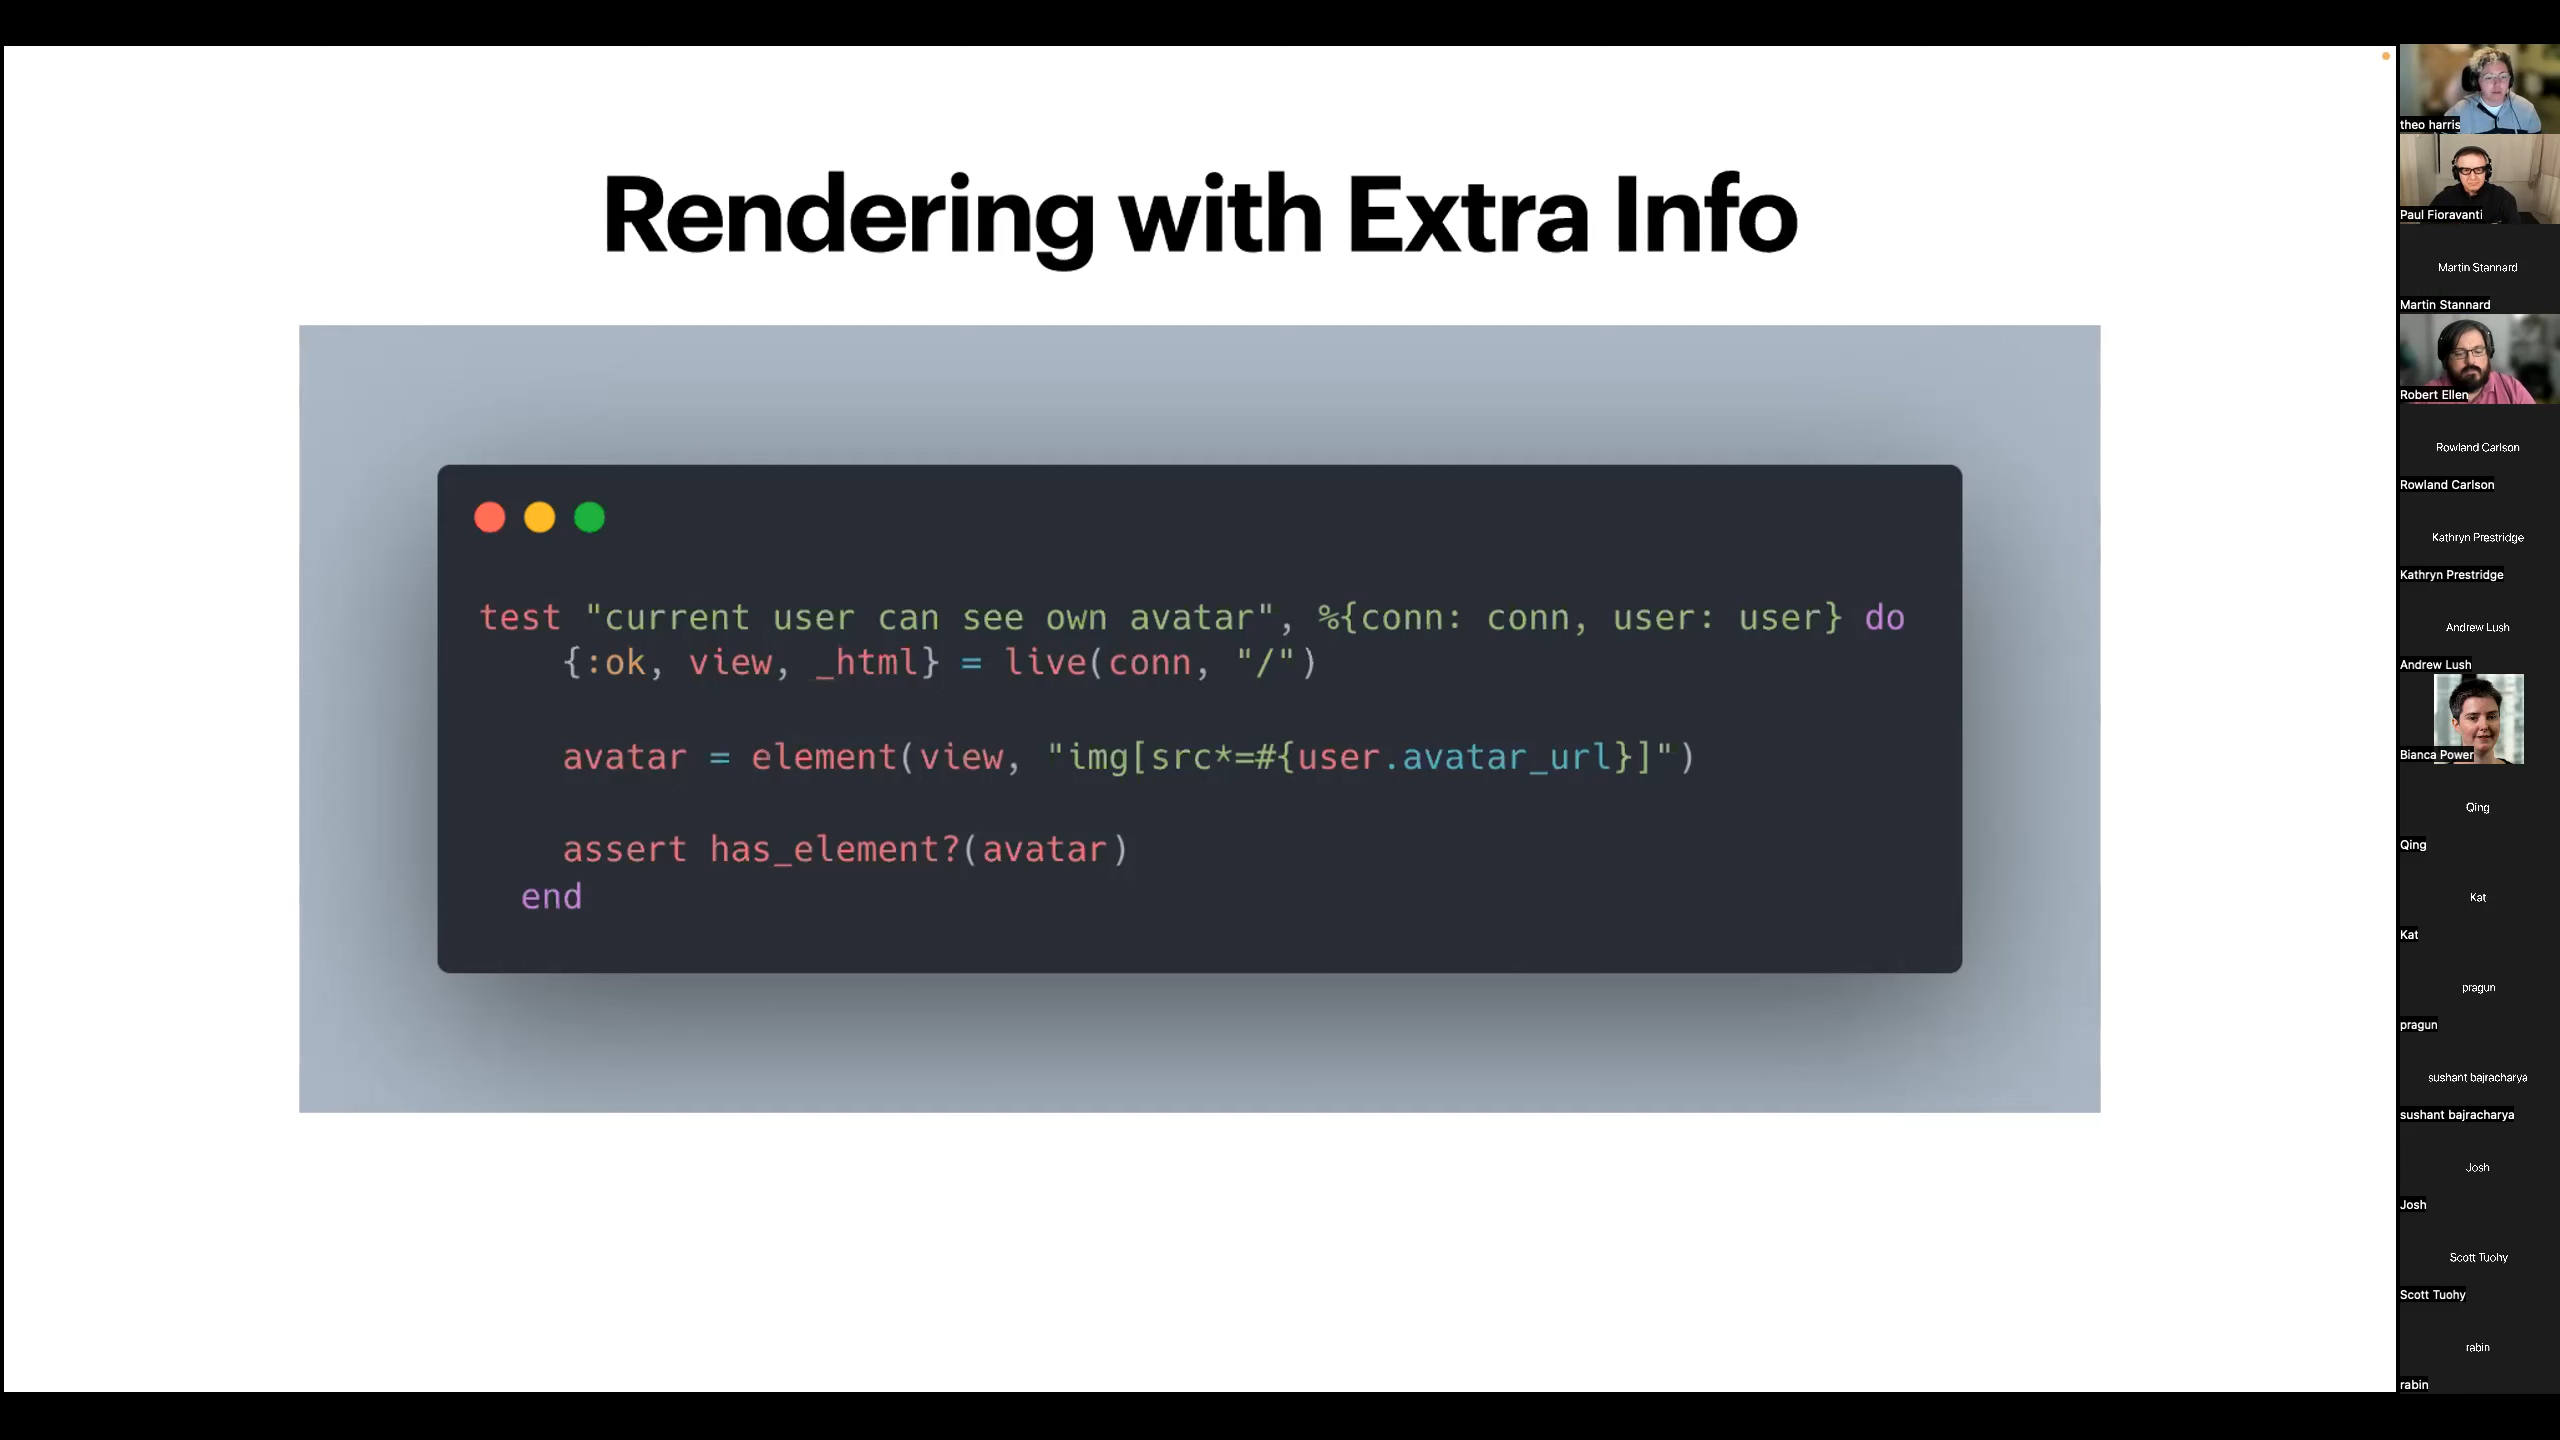 Rendering with Extra Info
test "current user can see own avatar", %{conn: conn, user: user} do
{:ok, view, _html} = live(conn, "/")
avatar = element(view, "img[src*=#{user.avatar_url}]")
assert has_element?(avatar)
end
theo harris
Paul Fioravanti
Martin Stannard
Martin Stannard
Robert Ellen
Rowland Carlson
Rowland Carlson
Kathryn Prestridge
Kathryn Prestridge
Andrew Lush
Andrew Lush
Bianca Power
Qing
Qing
Kat
Kat
pragun
pragun
sushant bajracharya
sushant bajracharya
Josh
Josh
Scott Tuohy
Scott Tuohy
rabin
rabin